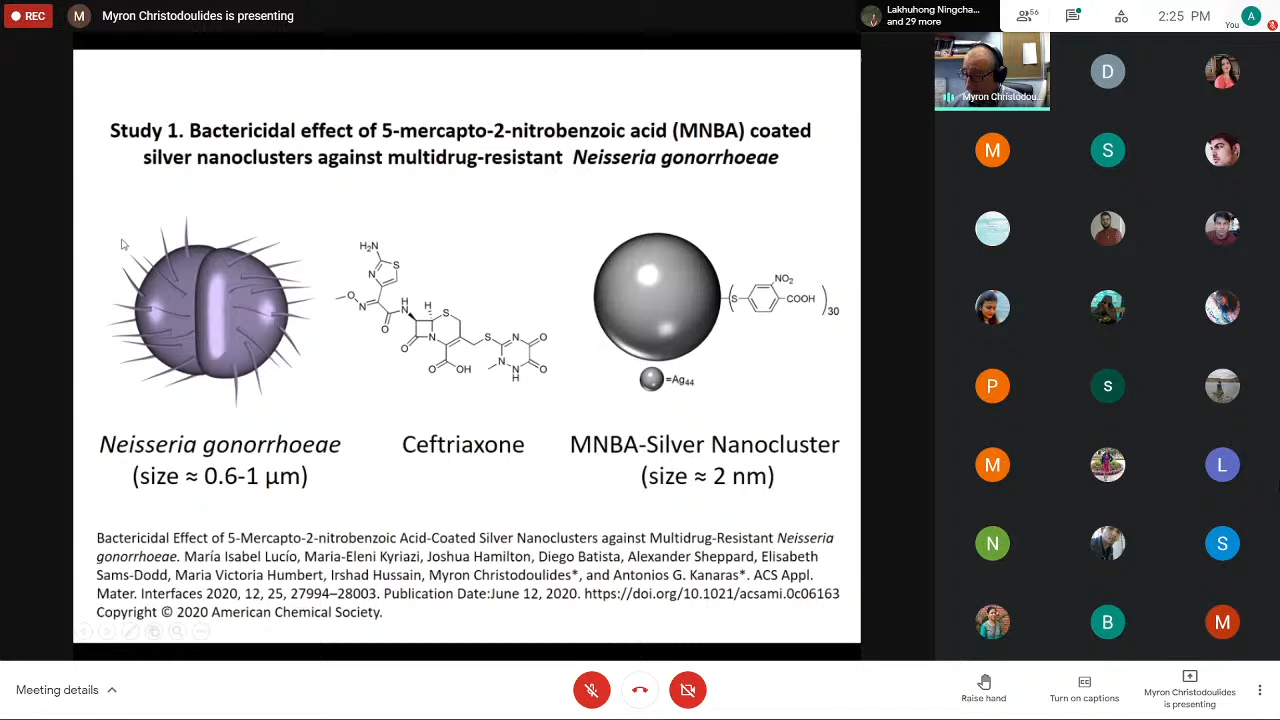 REC
M
Myron Christodoulides is presenting
Lakhuhong Ningcha...
and 29 more
56
2:25 PM
A
You
Study 1. Bactericidal effect of 5-mercapto-2-nitrobenzoic acid (MNBA) coated
silver nanoclusters against multidrug-resistant Neisseria gonorrhoeae
H₂N
S
N
O
N
H
N
H
S
O
O
N
S
N
O
O
OH
N
NH
O
S
NO₂
COOH
30
=Ag₄₄
Neisseria gonorrhoeae
(size ≈ 0.6-1 μm)
Ceftriaxone
MNBA-Silver Nanocluster
(size ≈ 2 nm)
Bactericidal Effect of 5-Mercapto-2-nitrobenzoic Acid-Coated Silver Nanoclusters against Multidrug-Resistant Neisseria
gonorrhoeae. María Isabel Lucío, Maria-Eleni Kyriazi, Joshua Hamilton, Diego Batista, Alexander Sheppard, Elisabeth
Sams-Dodd, Maria Victoria Humbert, Irshad Hussain, Myron Christodoulides*, and Antonios G. Kanaras*. ACS Appl.
Mater. Interfaces 2020, 12, 25, 27994–28003. Publication Date:June 12, 2020. https://doi.org/10.1021/acsami.0c06163
Copyright © 2020 American Chemical Society.
Myron Christodou...
D
M
S
P
s
M
L
N
S
B
M
Meeting details
Raise hand
Turn on captions
Myron Christodoulides
is presenting